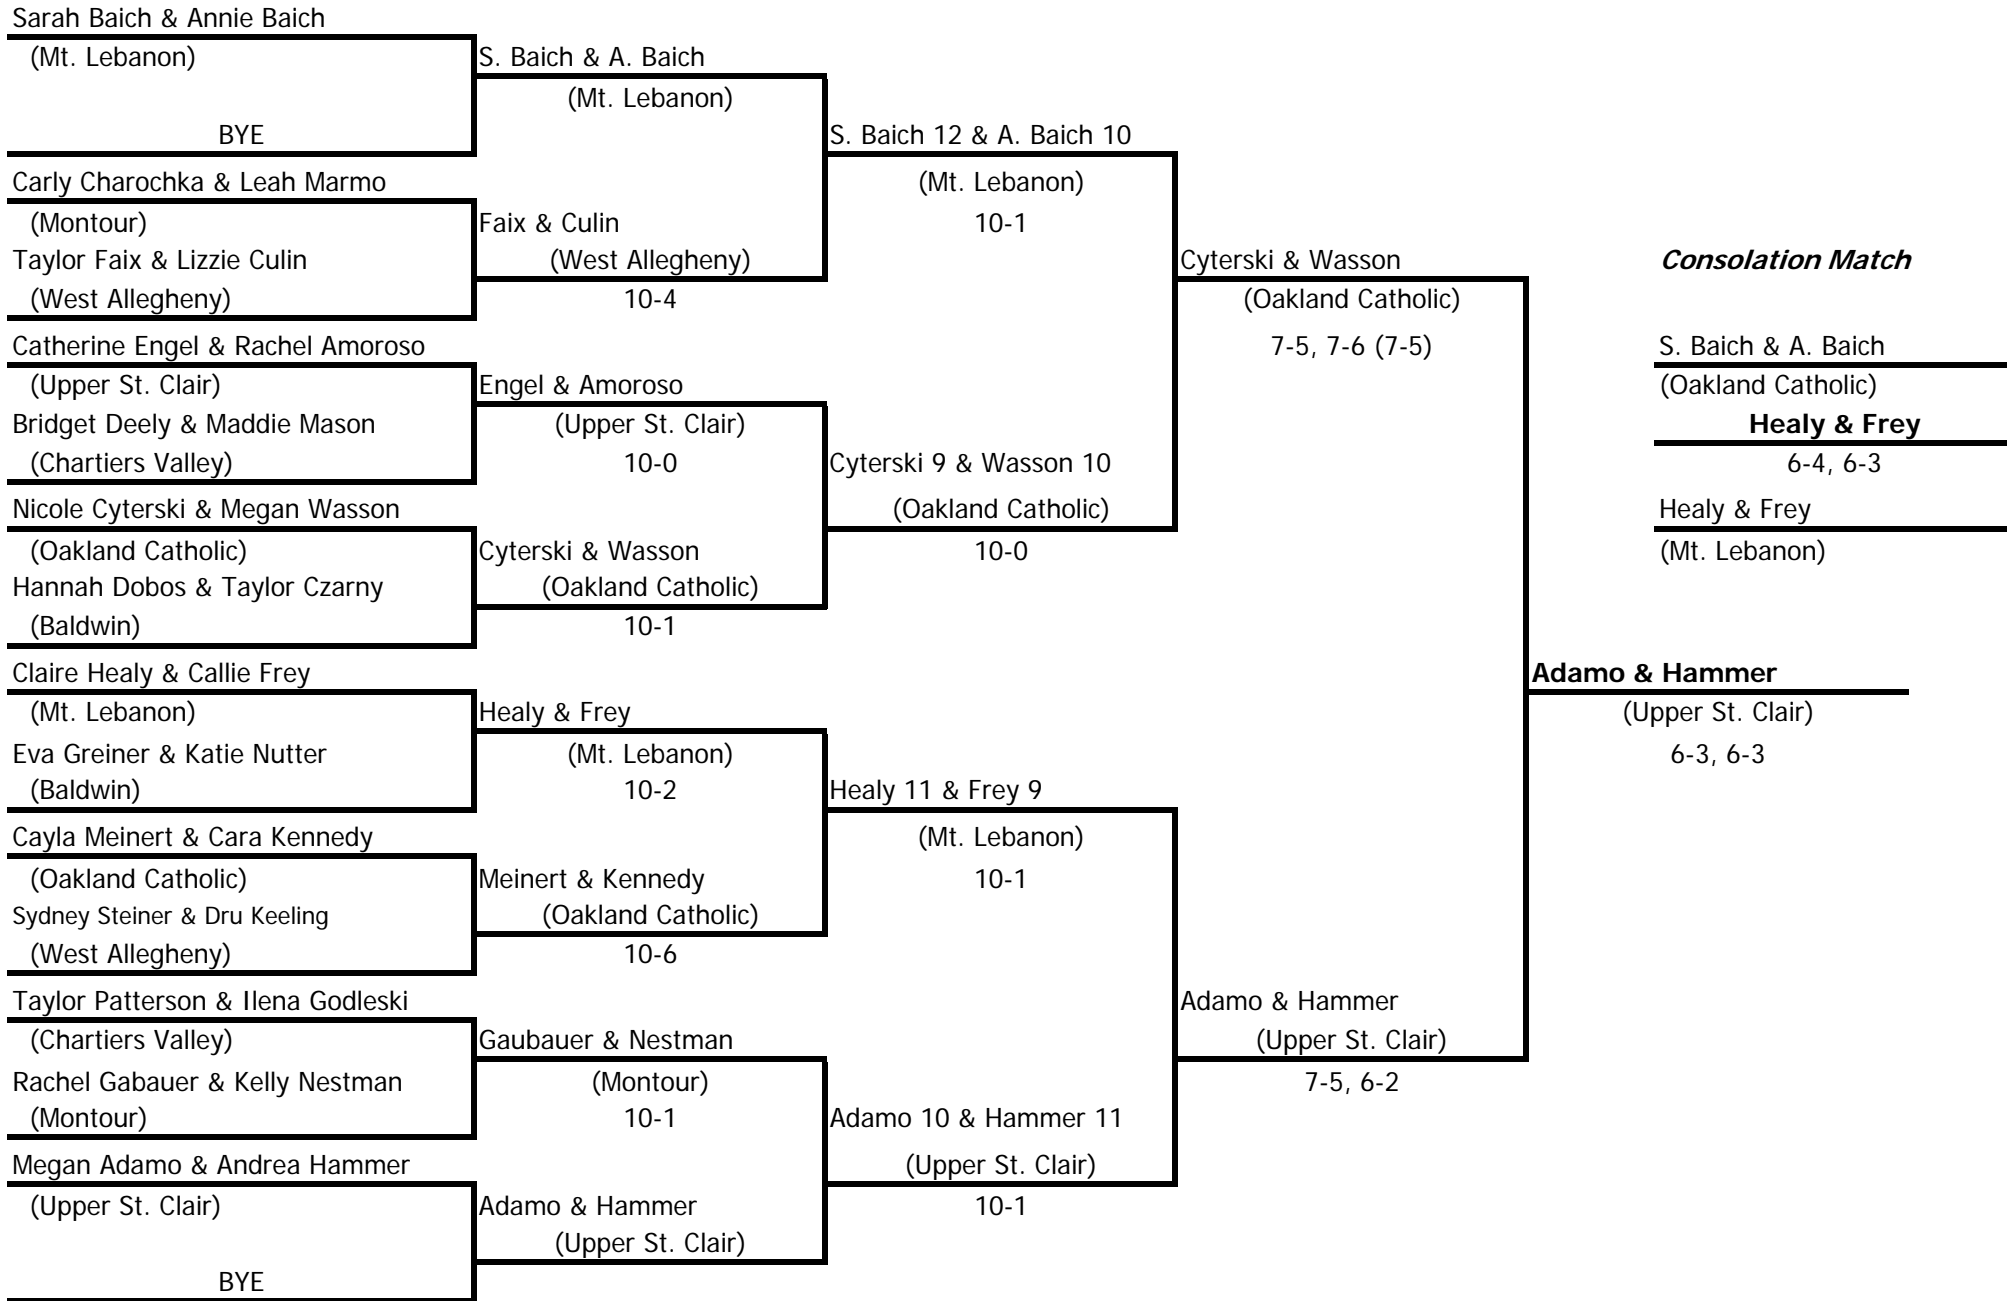 Sarah Baich & Annie Baich
(Mt. Lebanon)
BYE
Carly Charochka & Leah Marmo
(Montour)
Taylor Faix & Lizzie Culin
(West Allegheny)
Catherine Engel & Rachel Amoroso
(Upper St. Clair)
Bridget Deely & Maddie Mason
(Chartiers Valley)
Nicole Cyterski & Megan Wasson
(Oakland Catholic)
Hannah Dobos & Taylor Czarny
(Baldwin)
Claire Healy & Callie Frey
(Mt. Lebanon)
Eva Greiner & Katie Nutter
(Baldwin)
Cayla Meinert & Cara Kennedy
(Oakland Catholic)
Sydney Steiner & Dru Keeling
(West Allegheny)
Taylor Patterson & Ilena Godleski
(Chartiers Valley)
Rachel Gabauer & Kelly Nestman
(Montour)
Megan Adamo & Andrea Hammer
(Upper St. Clair)
BYE
S. Baich & A. Baich
(Mt. Lebanon)
Faix & Culin
(West Allegheny)
10-4
Engel & Amoroso
(Upper St. Clair)
10-0
Cyterski & Wasson
(Oakland Catholic)
10-1
Healy & Frey
(Mt. Lebanon)
10-2
Meinert & Kennedy
(Oakland Catholic)
10-6
Gaubauer & Nestman
(Montour)
10-1
Adamo & Hammer
(Upper St. Clair)
S. Baich 12 & A. Baich 10
(Mt. Lebanon)
10-1
Cyterski 9 & Wasson 10
(Oakland Catholic)
10-0
Healy 11 & Frey 9
(Mt. Lebanon)
10-1
Adamo 10 & Hammer 11
(Upper St. Clair)
10-1
Cyterski & Wasson
(Oakland Catholic)
7-5, 7-6 (7-5)
Adamo & Hammer
(Upper St. Clair)
7-5, 6-2
Adamo & Hammer
(Upper St. Clair)
6-3, 6-3
Consolation Match
S. Baich & A. Baich
(Oakland Catholic)
Healy & Frey
6-4, 6-3
Healy & Frey
(Mt. Lebanon)